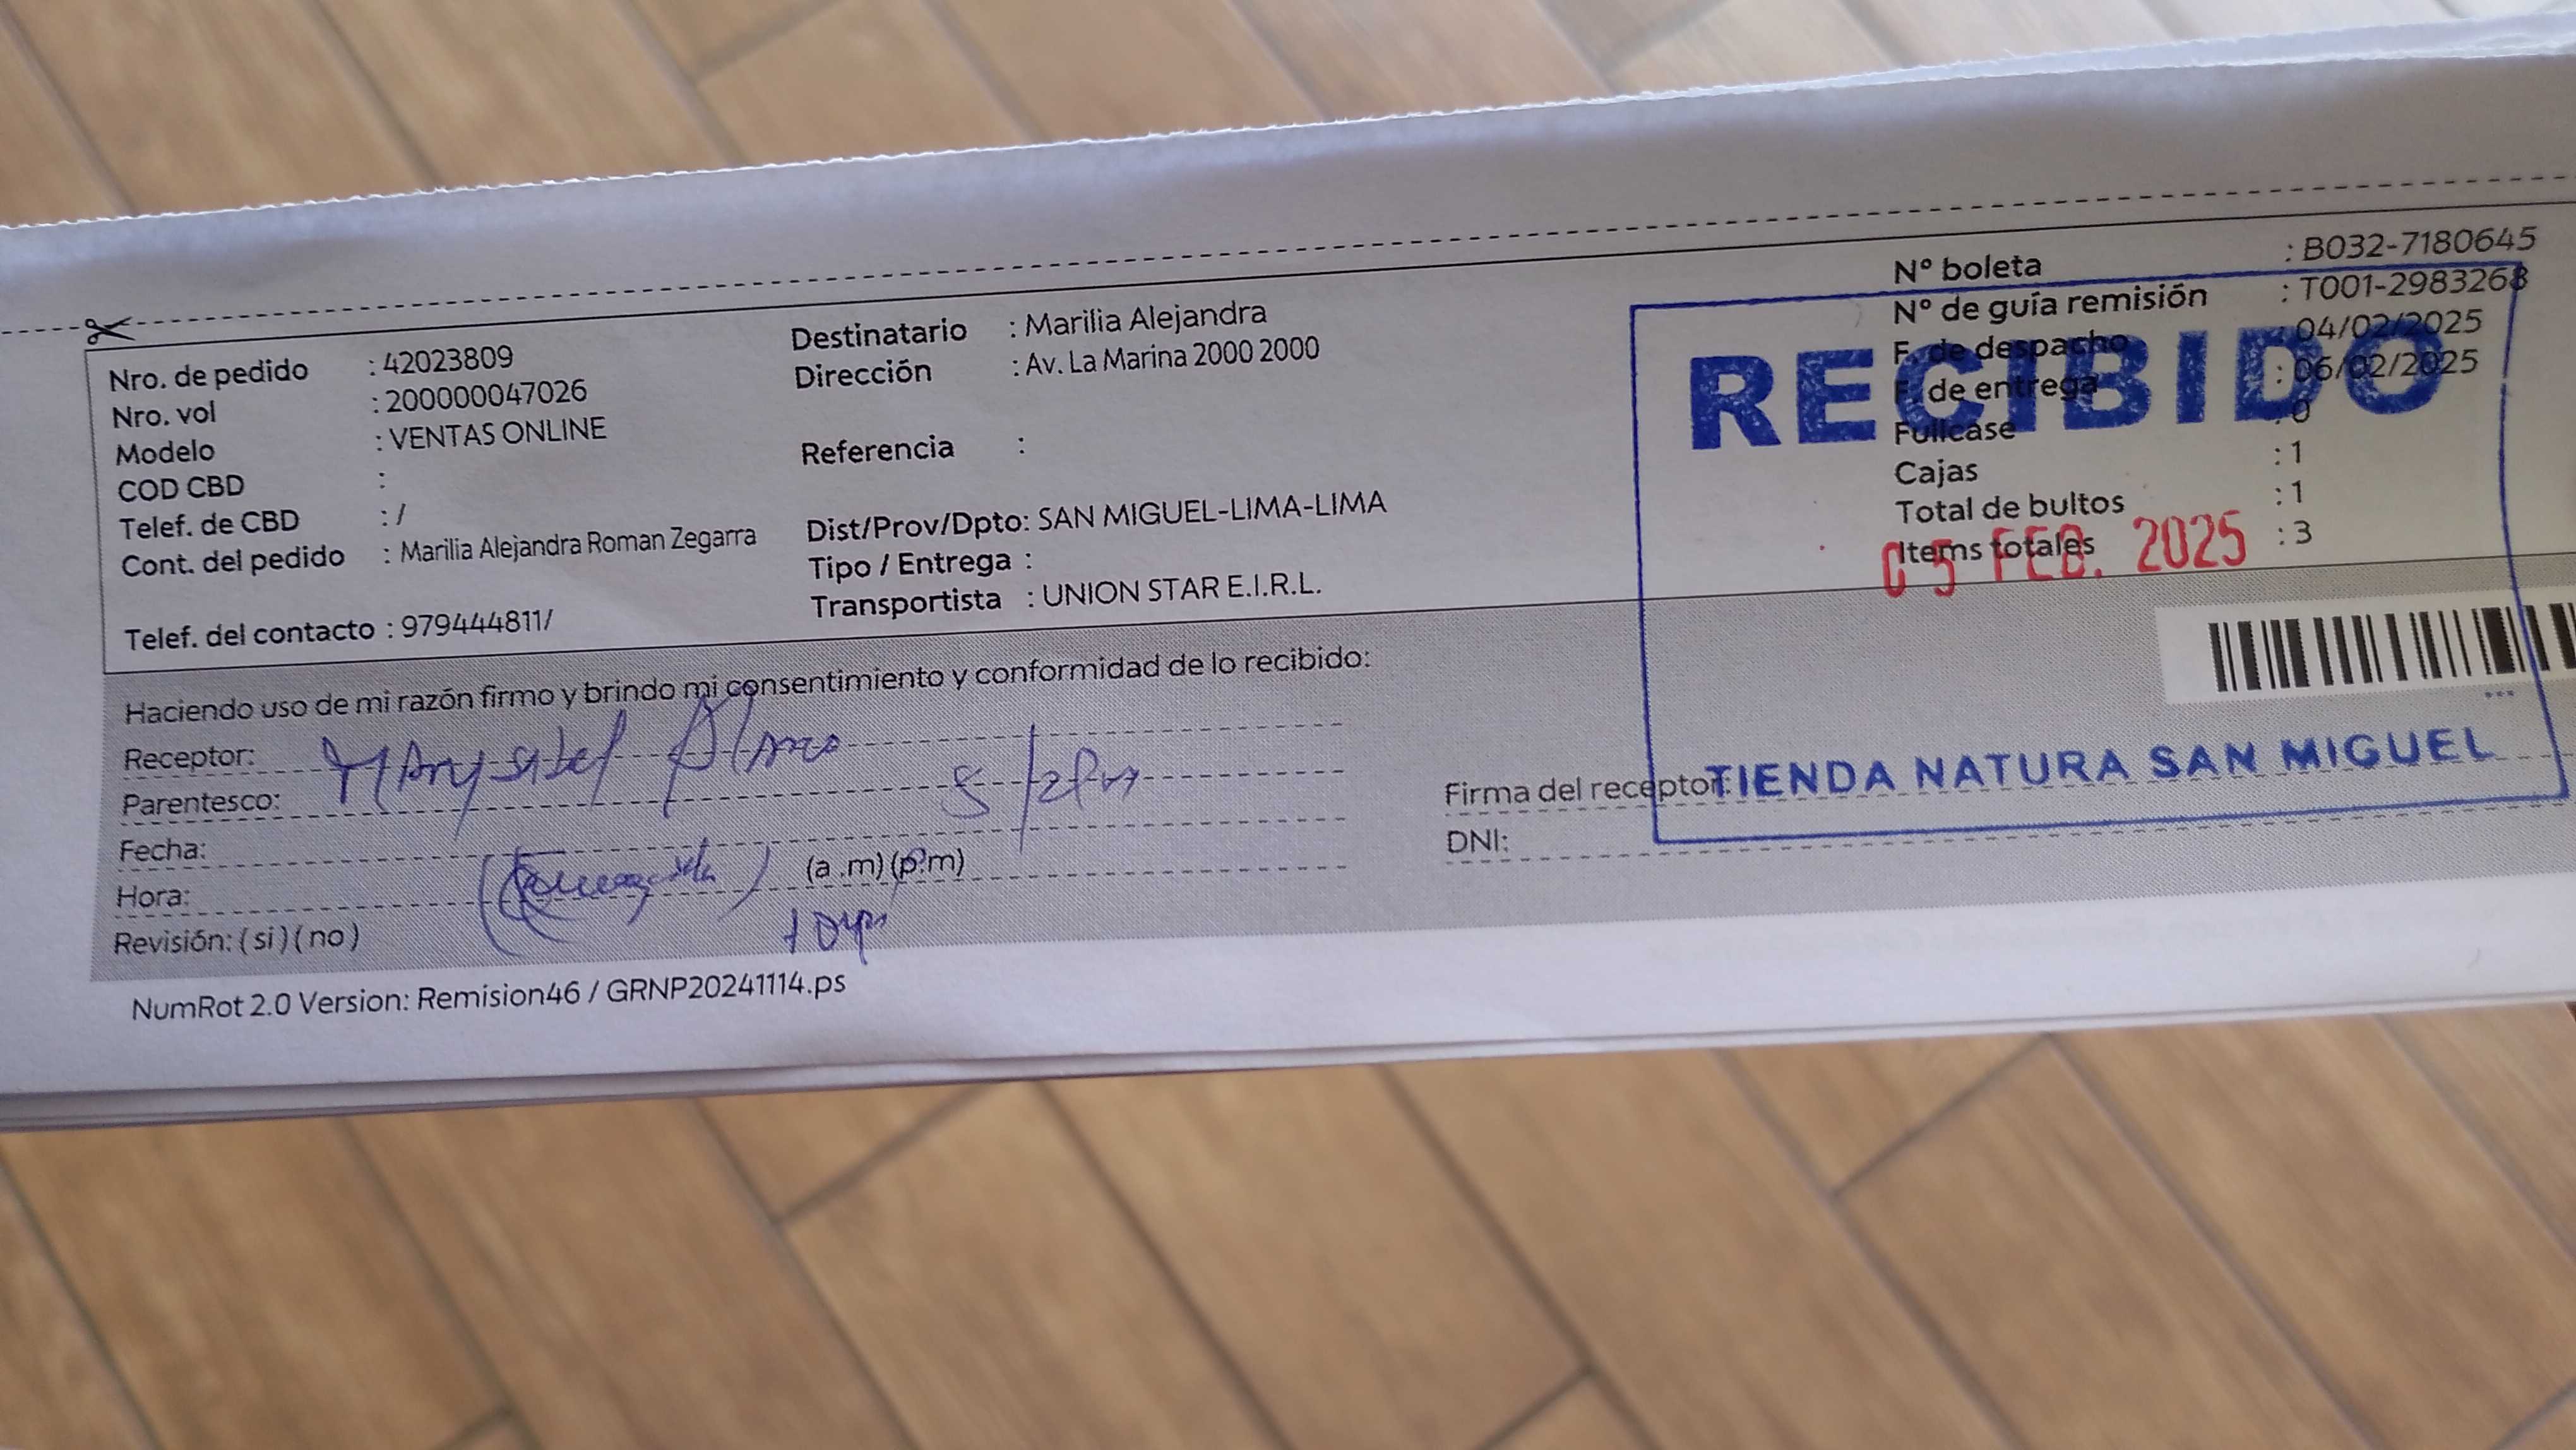 Nro. de pedido : 42023809
Nro. vol : 200000047026
Modelo : VENTAS ONLINE
COD CBD :
Telef. de CBD : /
Cont. del pedido : Marilia Alejandra Roman Zegarra
Telef. del contacto : 979444811/
Destinatario : Marilia Alejandra
Dirección : Av. La Marina 2000 2000
Referencia :
Dist/Prov/Dpto: SAN MIGUEL-LIMA-LIMA
Tipo / Entrega :
Transportista : UNION STAR E.I.R.L.
N° boleta : B032-7180645
N° de guía remisión : T001-2983268
F. de despacho : 04/02/2025
F. de entrega : 06/02/2025
Fullcase : 0
Cajas : 1
Total de bultos : 1
Items totales : 3
RECIBIDO
05 FEB. 2025
TIENDA NATURA SAN MIGUEL
Haciendo uso de mi razón firmo y brindo mi consentimiento y conformidad de lo recibido:
Receptor:
Parentesco:
Fecha:
Hora: (a .m) (p.m)
Revisión: ( si ) ( no )
Firma del receptor:
DNI:
NumRot 2.0 Version: Remision46 / GRNP20241114.ps